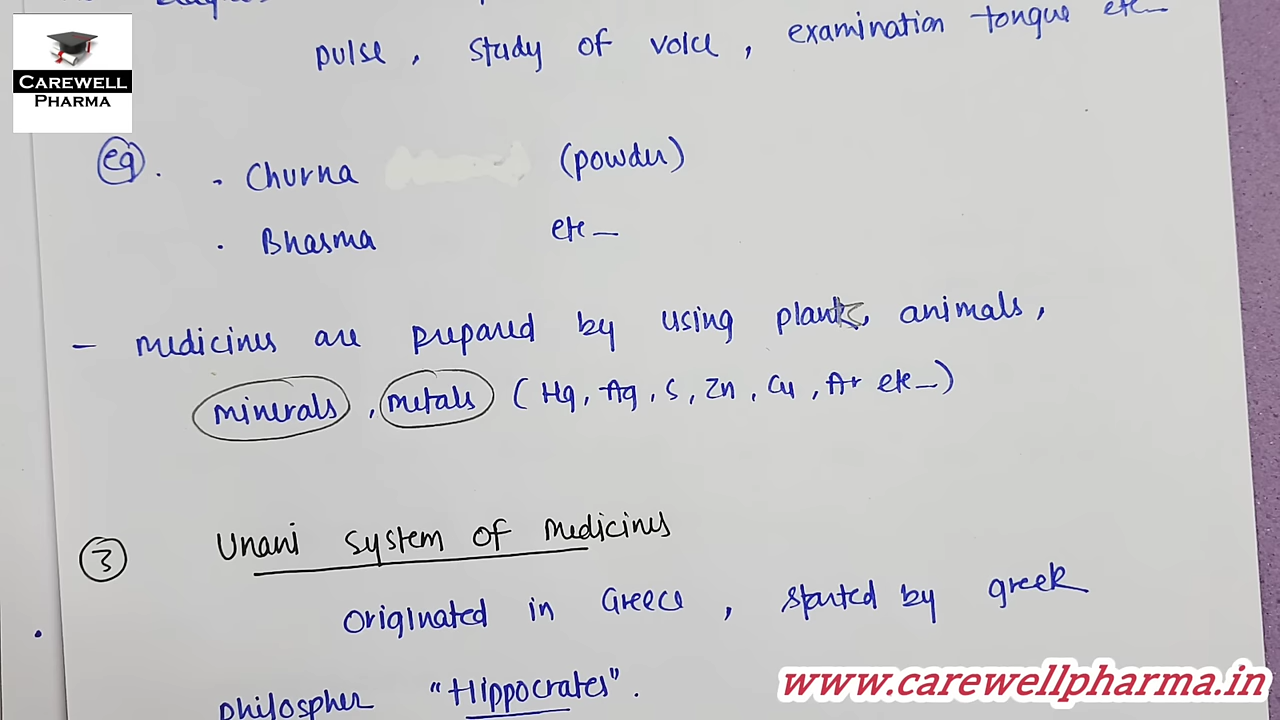 CAREWELL
PHARMA
pulse , study of voice , examination tongue etc
eg . • Churna (powder)
• Bhasma etc
- medicines are prepared by using plants, animals,
minerals , metals ( Hg, Ag, S, Zn, Cu, Ar etc )
3 Unani system of medicines
originated in Greece , started by greek
philospher "Hippocrates".
www.carewellpharma.in